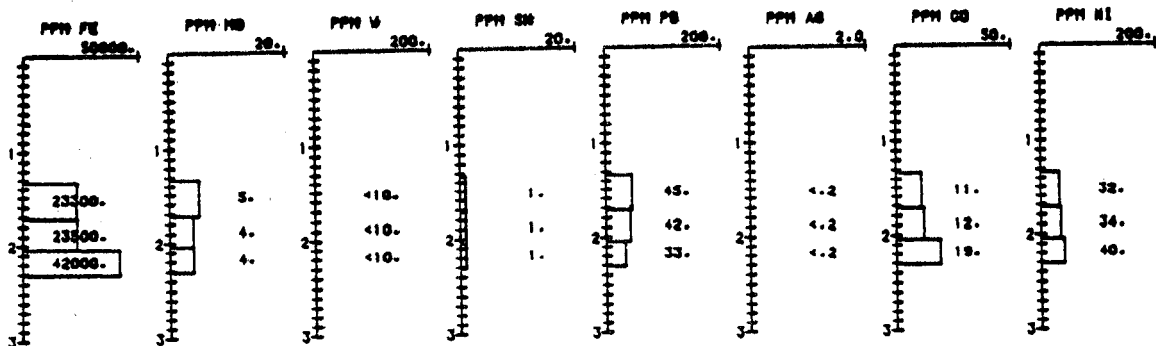 PPM FE PPM MO PPM W PPM SN PPM PB PPM AG PPM CO PPM NI
50000. 20. 200. 20. 200. 2.0 50. 200.
1 1 1 1 1 1 1 1
23300. 5. <10. 1. 45. <.2 11. 32.
23500. 4. <10. 1. 42. <.2 12. 34.
2 2 2 2 2 2 2 2
42000. 4. <10. 1. 33. <.2 19. 40.
3 3 3 3 3 3 3 3